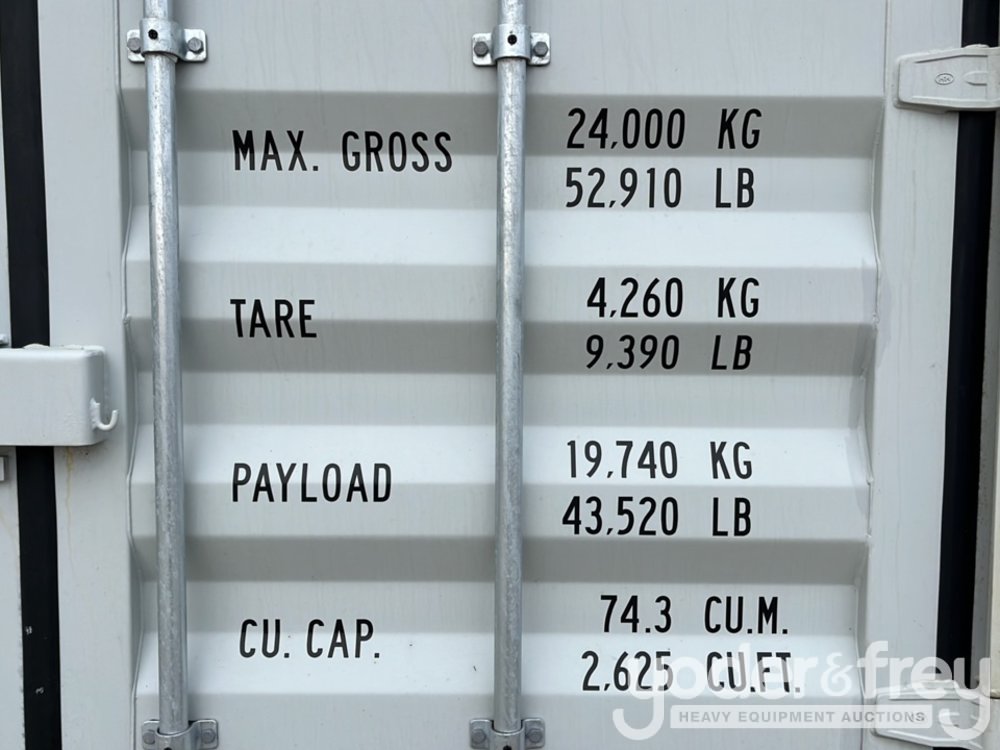 MAX. GROSS 24,000 KG
52,910 LB
TARE 4,260 KG
9,390 LB
PAYLOAD 19,740 KG
43,520 LB
CU. CAP. 74.3 CU.M.
2,625 CU.FT.
yoder&frey
HEAVY EQUIPMENT AUCTIONS